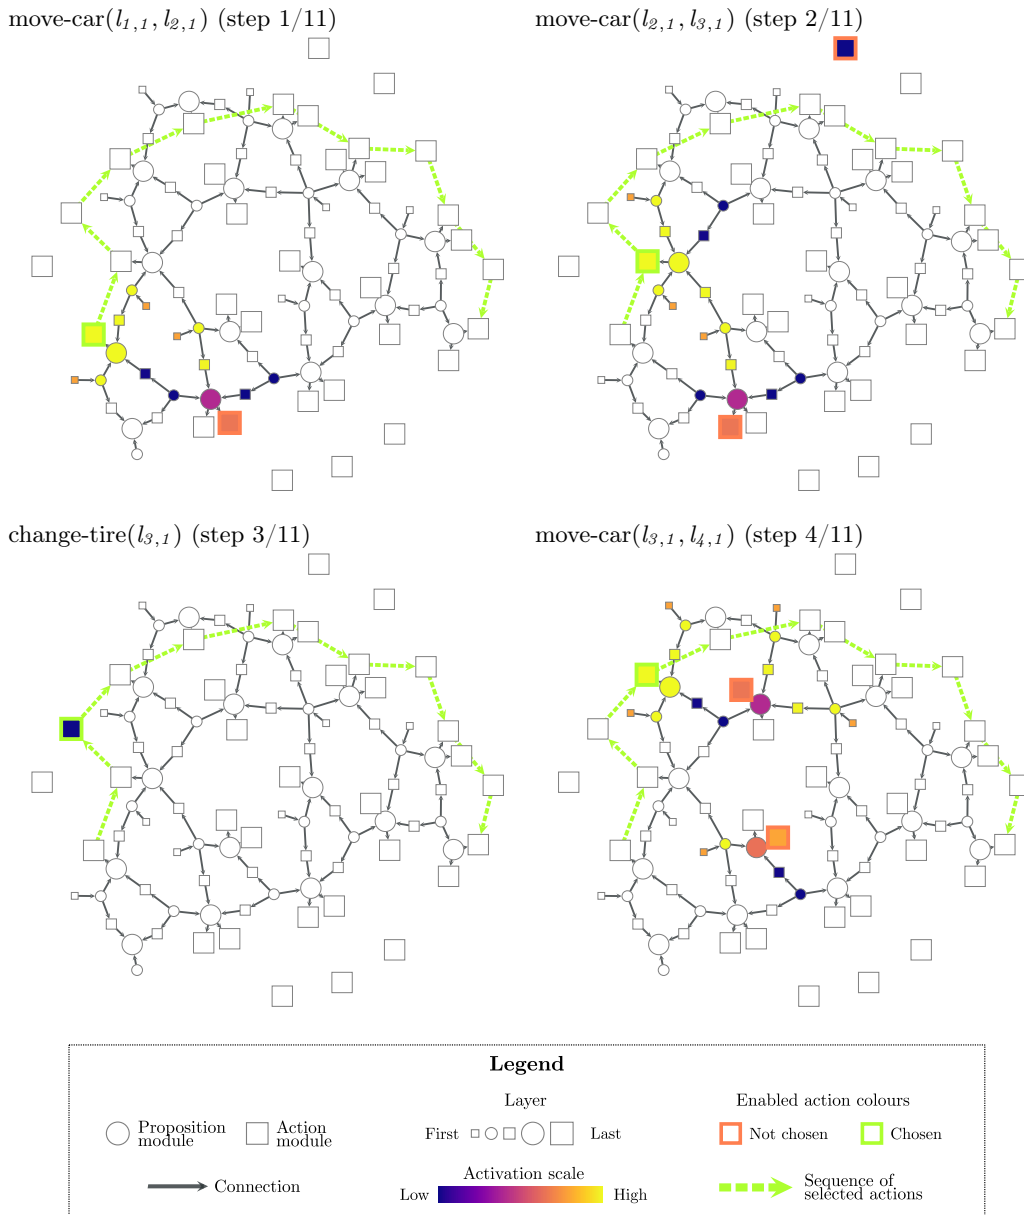 move-car(l1,1, l2,1) (step 1/11)
move-car(l2,1, l3,1) (step 2/11)
change-tire(l3,1) (step 3/11)
move-car(l3,1, l4,1) (step 4/11)
Legend
Layer
Enabled action colours
Proposition
module
Action
module
First
Last
Not chosen
Chosen
Activation scale
Connection
Low
High
Sequence of
selected actions